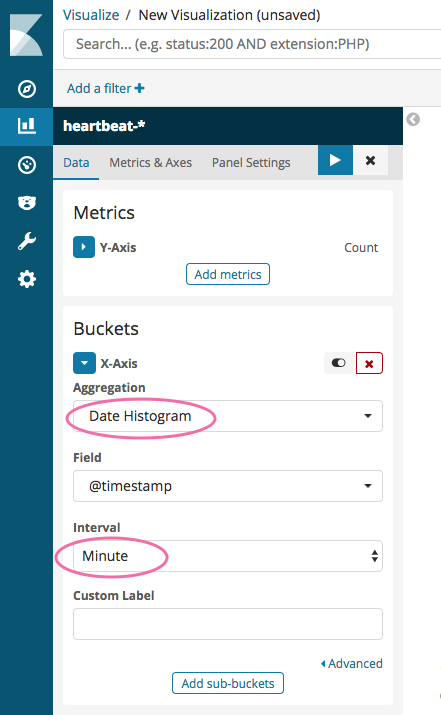 Visualize / New Visualization (unsaved)
Search... (e.g. status:200 AND extension:PHP)
Add a filter +
heartbeat-*
Data Metrics & Axes Panel Settings
Metrics
Y-Axis Count
Add metrics
Buckets
X-Axis
Aggregation
Date Histogram
Field
@timestamp
Interval
Minute
Custom Label
Advanced
Add sub-buckets